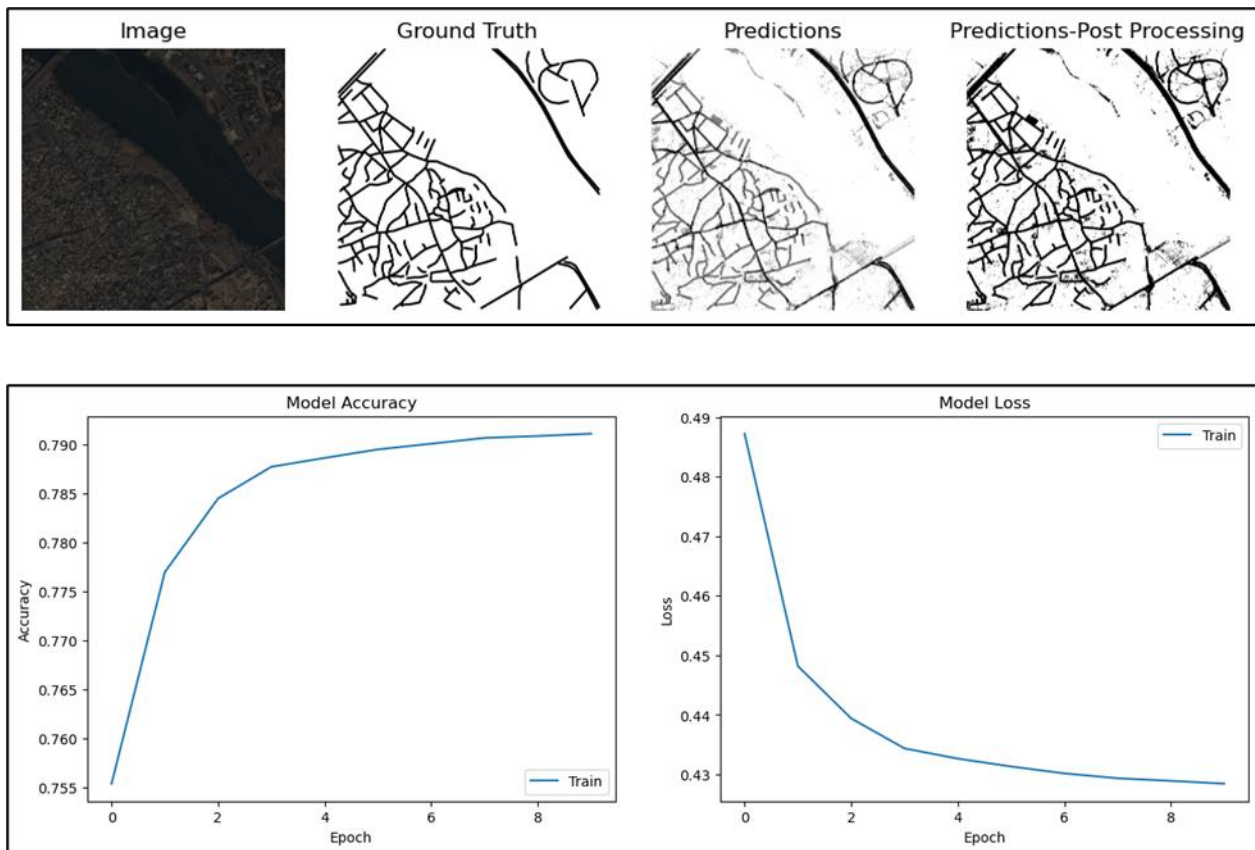 Image
Ground Truth
Predictions
Predictions-Post Processing
Model Accuracy
0.790
0.785
0.780
0.775
0.770
0.765
0.760
0.755
Accuracy
0
2
4
6
8
Epoch
Train
Model Loss
0.49
0.48
0.47
0.46
0.45
0.44
0.43
Loss
0
2
4
6
8
Epoch
Train